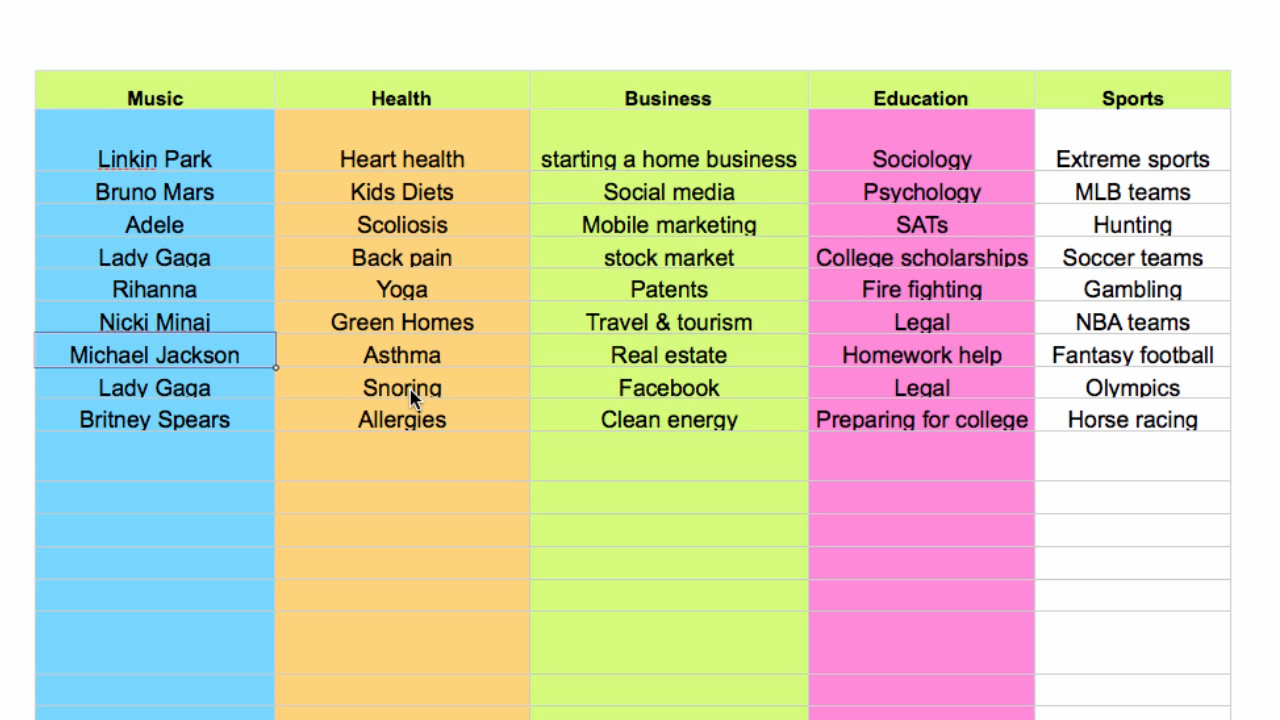 Music Health Business Education Sports
Linkin Park Heart health starting a home business Sociology Extreme sports
Bruno Mars Kids Diets Social media Psychology MLB teams
Adele Scoliosis Mobile marketing SATs Hunting
Lady Gaga Back pain stock market College scholarships Soccer teams
Rihanna Yoga Patents Fire fighting Gambling
Nicki Minaj Green Homes Travel & tourism Legal NBA teams
Michael Jackson Asthma Real estate Homework help Fantasy football
Lady Gaga Snoring Facebook Legal Olympics
Britney Spears Allergies Clean energy Preparing for college Horse racing